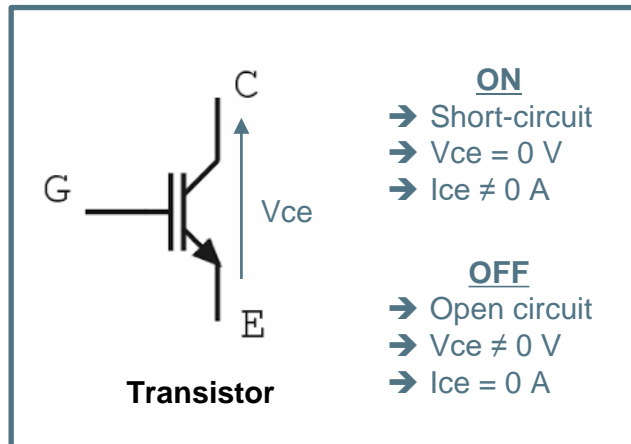 C
G
Vce
E
Transistor
ON
➔ Short-circuit
➔ Vce = 0 V
➔ Ice ≠ 0 A
OFF
➔ Open circuit
➔ Vce ≠ 0 V
➔ Ice = 0 A